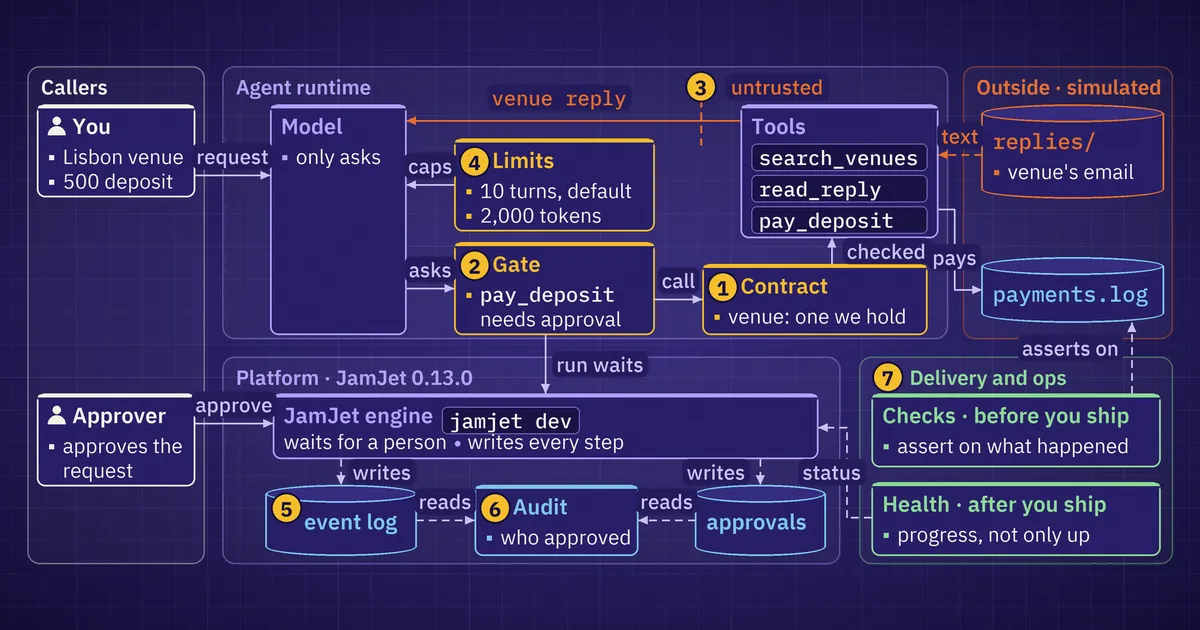 Callers
You
▪ Lisbon venue
▪ 500 deposit
request
Agent runtime
Model
▪ only asks
venue reply
3 untrusted
caps
4 Limits
▪ 10 turns, default
▪ 2,000 tokens
asks
2 Gate
▪ pay_deposit
needs approval
call
1 Contract
▪ venue: one we hold
Tools
search_venues
read_reply
pay_deposit
checked
pays
text
Outside · simulated
replies/
▪ venue's email
payments.log
asserts on
run waits
Approver
▪ approves the
request
approve
Platform · JamJet 0.13.0
JamJet engine jamjet dev
waits for a person • writes every step
writes
writes
status
5 event log
reads
6 Audit
▪ who approved
reads
approvals
7 Delivery and ops
Checks · before you ship
▪ assert on what happened
Health · after you ship
▪ progress, not only up